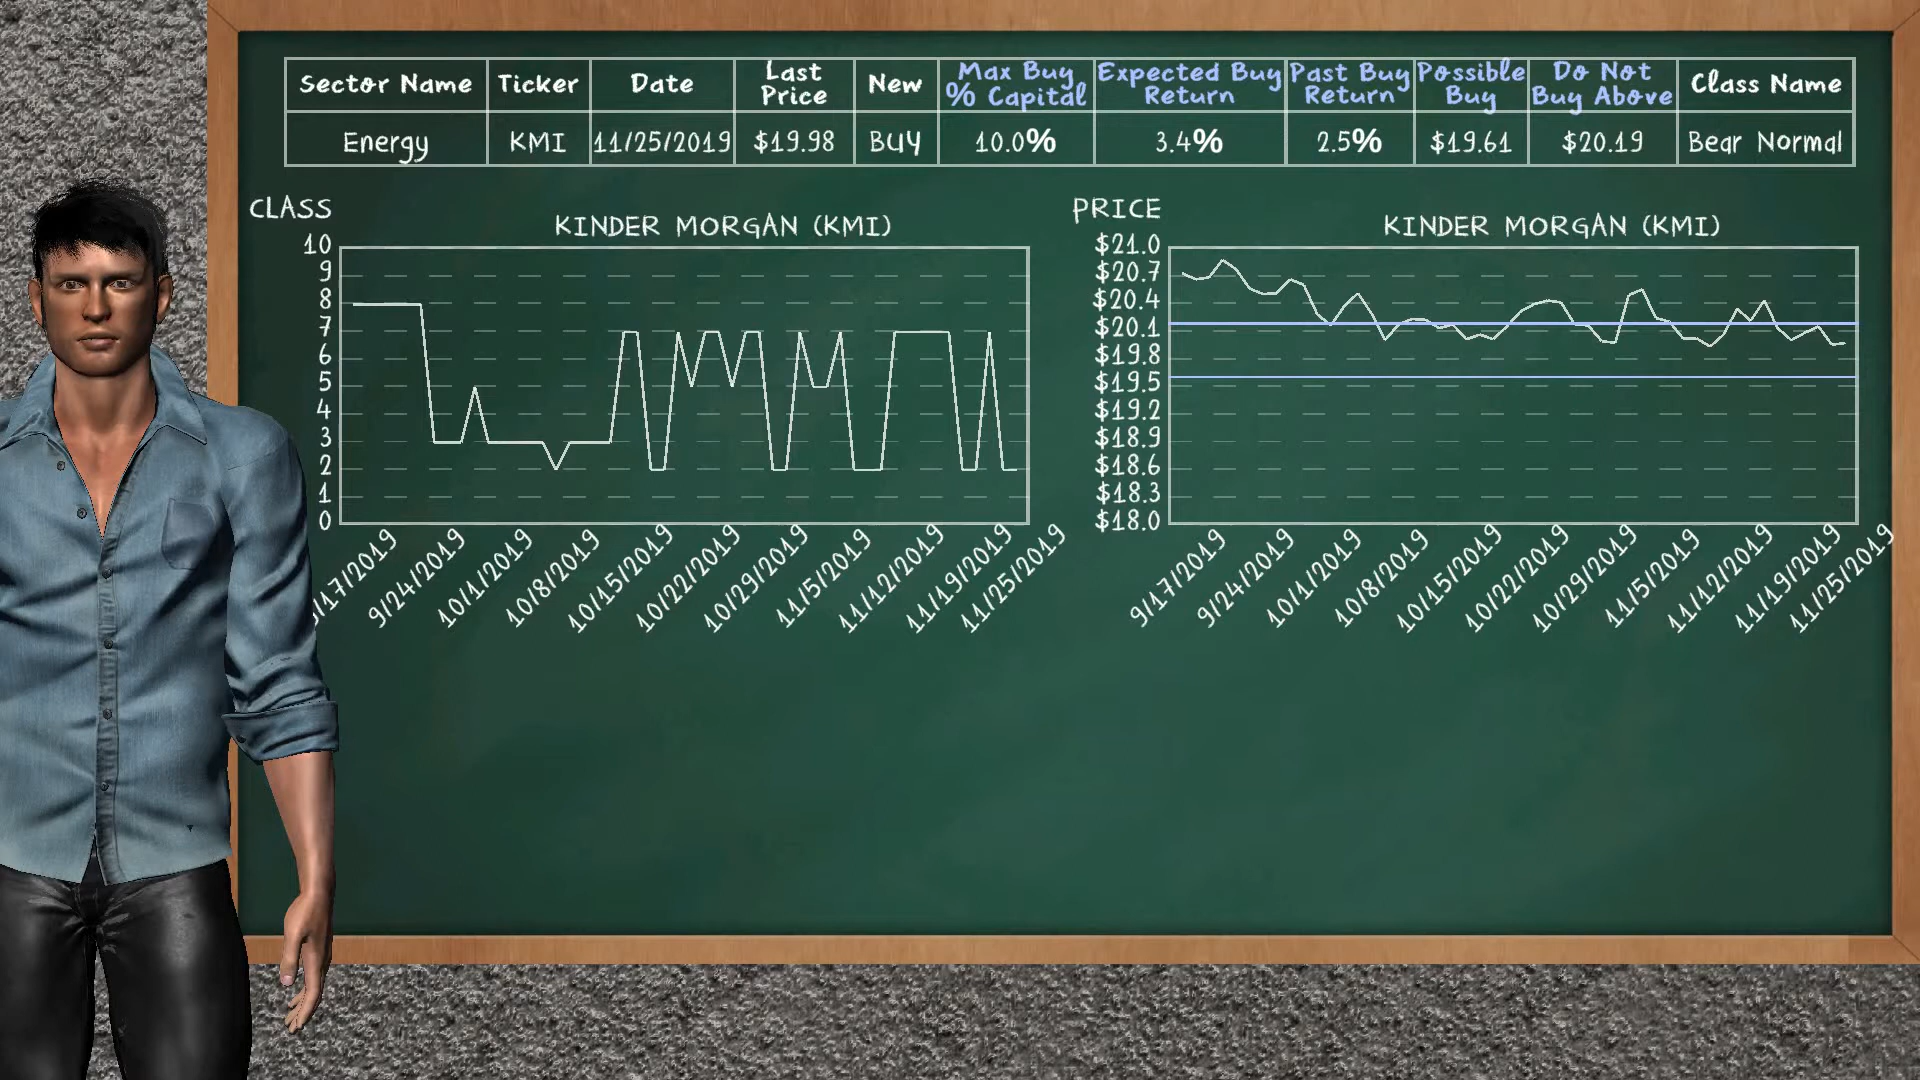 Sector Name Ticker Date Last Price New Max Buy % Capital Expected Buy Return Past Buy Return Possible Buy Do Not Buy Above Class Name
Energy KMI 11/25/2019 $19.98 BUY 10.0% 3.4% 2.5% $19.61 $20.19 Bear Normal
CLASS
KINDER MORGAN (KMI)
10
9
8
7
6
5
4
3
2
1
0
/17/2019 9/24/2019 10/1/2019 10/8/2019 10/15/2019 10/22/2019 10/29/2019 11/5/2019 11/12/2019 11/19/2019 11/25/2019
PRICE
KINDER MORGAN (KMI)
$21.0
$20.7
$20.4
$20.1
$19.8
$19.5
$19.2
$18.9
$18.6
$18.3
$18.0
9/17/2019 9/24/2019 10/1/2019 10/8/2019 10/15/2019 10/22/2019 10/29/2019 11/5/2019 11/12/2019 11/19/2019 11/25/2019